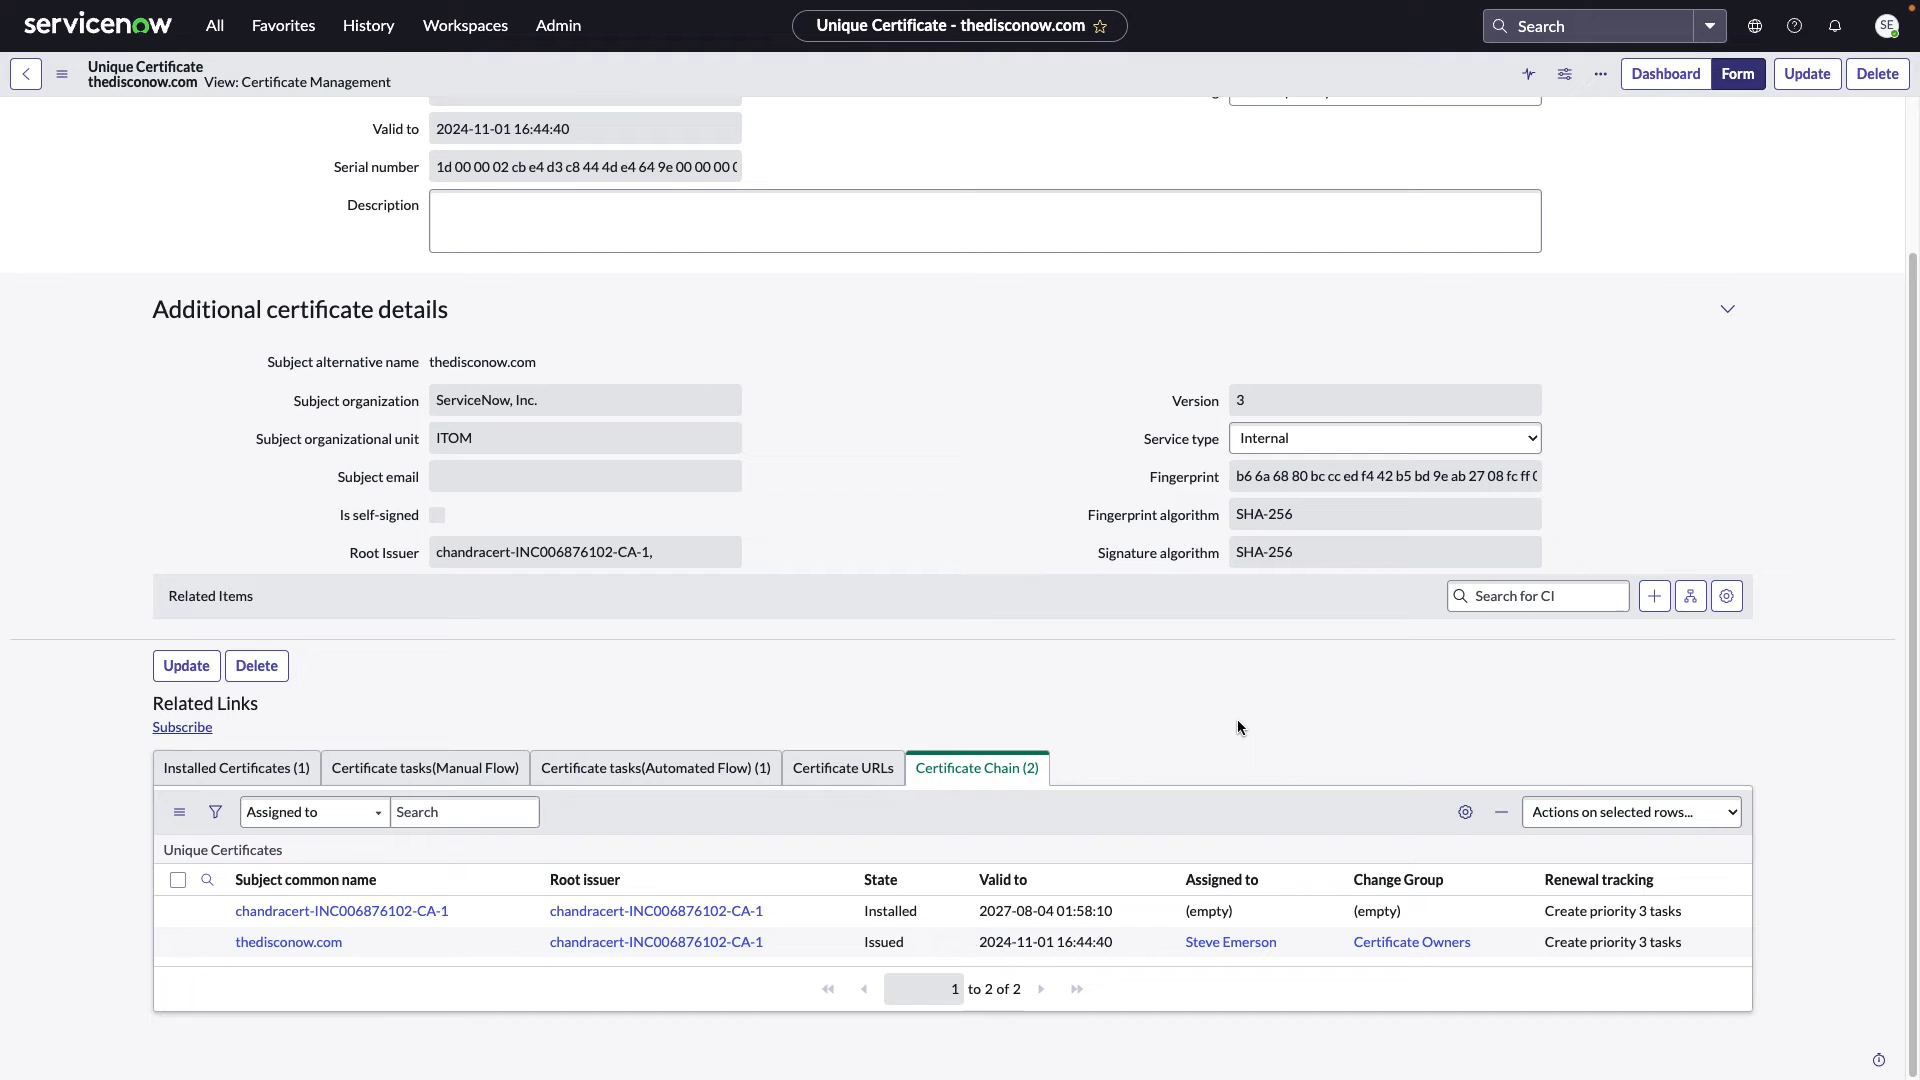 servicenow All Favorites History Workspaces Admin Unique Certificate - thedisconow.com Search SE
Unique Certificate
thedisconow.com View: Certificate Management
Dashboard Form Update Delete
Valid to 2024-11-01 16:44:40
Serial number 1d 00 00 02 cb e4 d3 c8 44 4d e4 64 9e 00 00 00
Description
Additional certificate details
Subject alternative name thedisconow.com
Subject organization ServiceNow, Inc. Version 3
Subject organizational unit ITOM Service type Internal
Subject email Fingerprint b6 6a 68 80 bc cc ed f4 42 b5 bd 9e ab 27 08 fc ff
Is self-signed Fingerprint algorithm SHA-256
Root Issuer chandracert-INC006876102-CA-1, Signature algorithm SHA-256
Related Items Search for CI
Update Delete
Related Links
Subscribe
Installed Certificates (1) Certificate tasks(Manual Flow) Certificate tasks(Automated Flow) (1) Certificate URLs Certificate Chain (2)
Assigned to Search Actions on selected rows...
Unique Certificates
Subject common name Root issuer State Valid to Assigned to Change Group Renewal tracking
chandracert-INC006876102-CA-1 chandracert-INC006876102-CA-1 Installed 2027-08-04 01:58:10 (empty) (empty) Create priority 3 tasks
thedisconow.com chandracert-INC006876102-CA-1 Issued 2024-11-01 16:44:40 Steve Emerson Certificate Owners Create priority 3 tasks
1 to 2 of 2